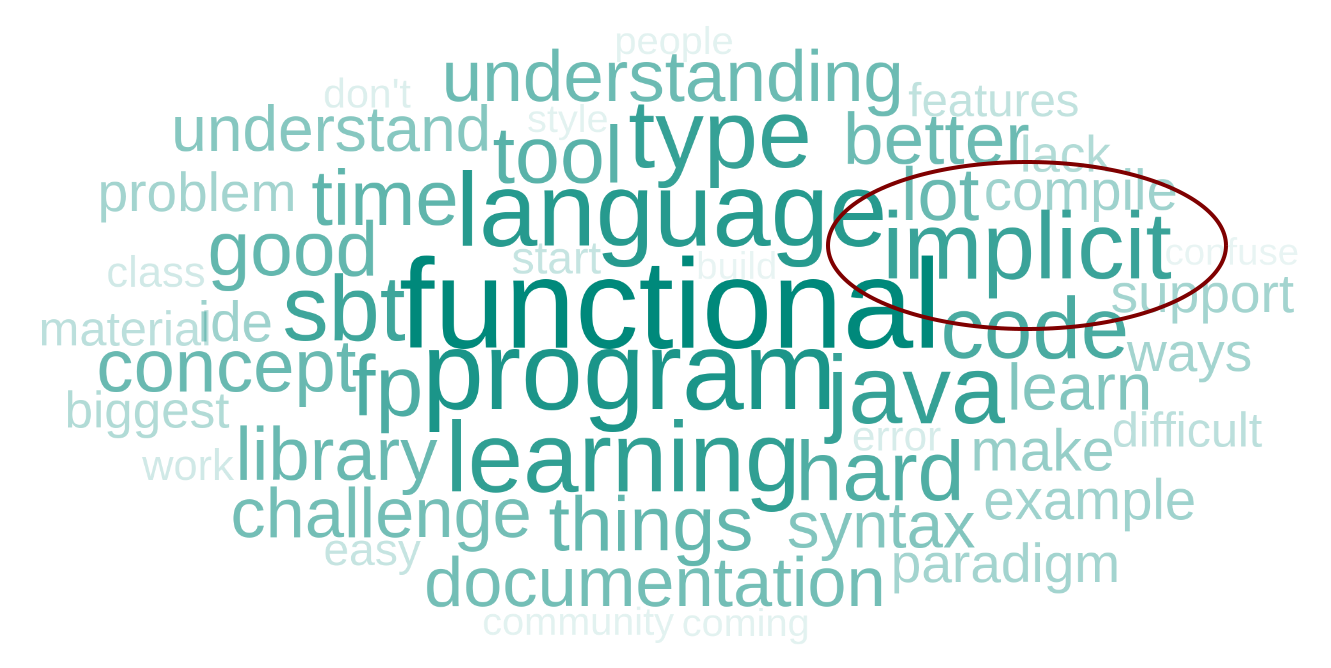 people
understanding
don't
features
style
understand
type
better
tool
lack
problem
time
language
lot
compile
good
implicit
class
start
build
confuse
support
sbt
functional
material
ide
code
concept
fp
program
java
ways
learn
biggest
library
learning
error
difficult
work
hard
make
challenge
things
syntax
example
easy
documentation
paradigm
community
coming